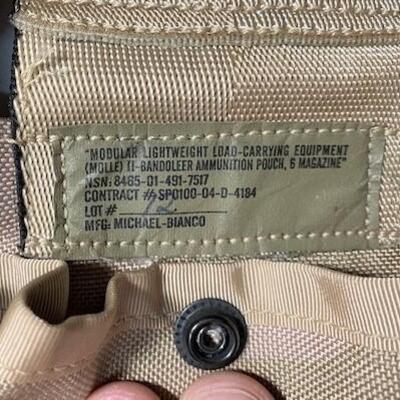 "MODULAR LIGHTWEIGHT LOAD-CARRYING EQUIPMENT
(MOLLE) II-BANDOLEER AMMUNITION POUCH, 6 MAGAZINE"
NSN: 8465-01-491-7517
CONTRACT # SPO100-04-D-4184
LOT #
MFG: MICHAEL-BIANCO